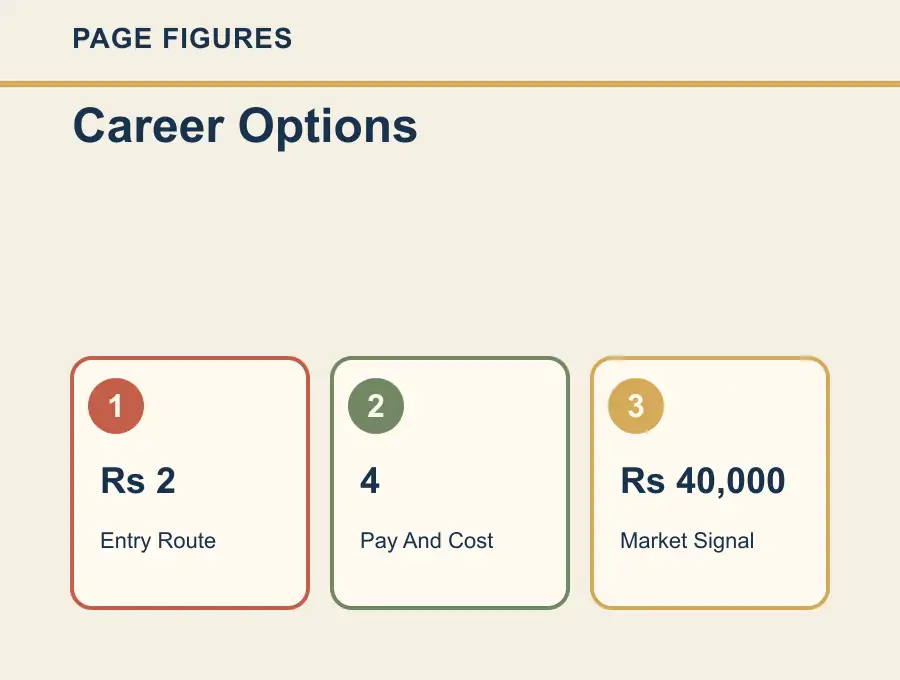 PAGE FIGURES
Career Options
1
Rs 2
Entry Route
2
4
Pay And Cost
3
Rs 40,000
Market Signal